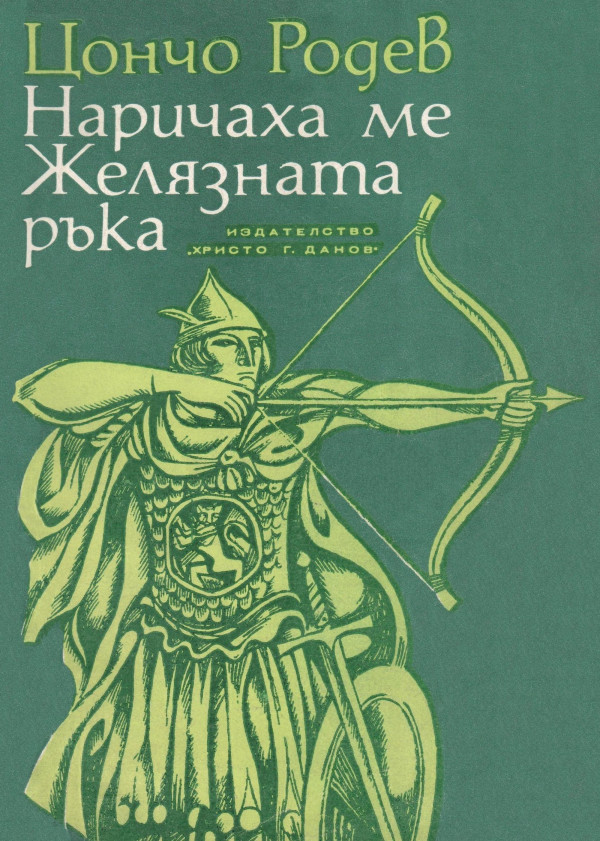 Цончо Родев
Наричаха ме
Желязната
ръка
ИЗДАТЕЛСТВО
„ХРИСТО Г. ДАНОВ“